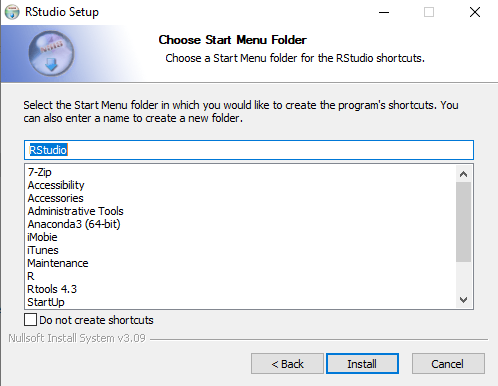 RStudio Setup
Choose Start Menu Folder
Choose a Start Menu folder for the RStudio shortcuts.
Select the Start Menu folder in which you would like to create the program's shortcuts. You
can also enter a name to create a new folder.
RStudio
7-Zip
Accessibility
Accessories
Administrative Tools
Anaconda3 (64-bit)
iMobie
iTunes
Maintenance
R
Rtools 4.3
StartUp
Do not create shortcuts
Nullsoft Install System v3.09
< Back
Install
Cancel